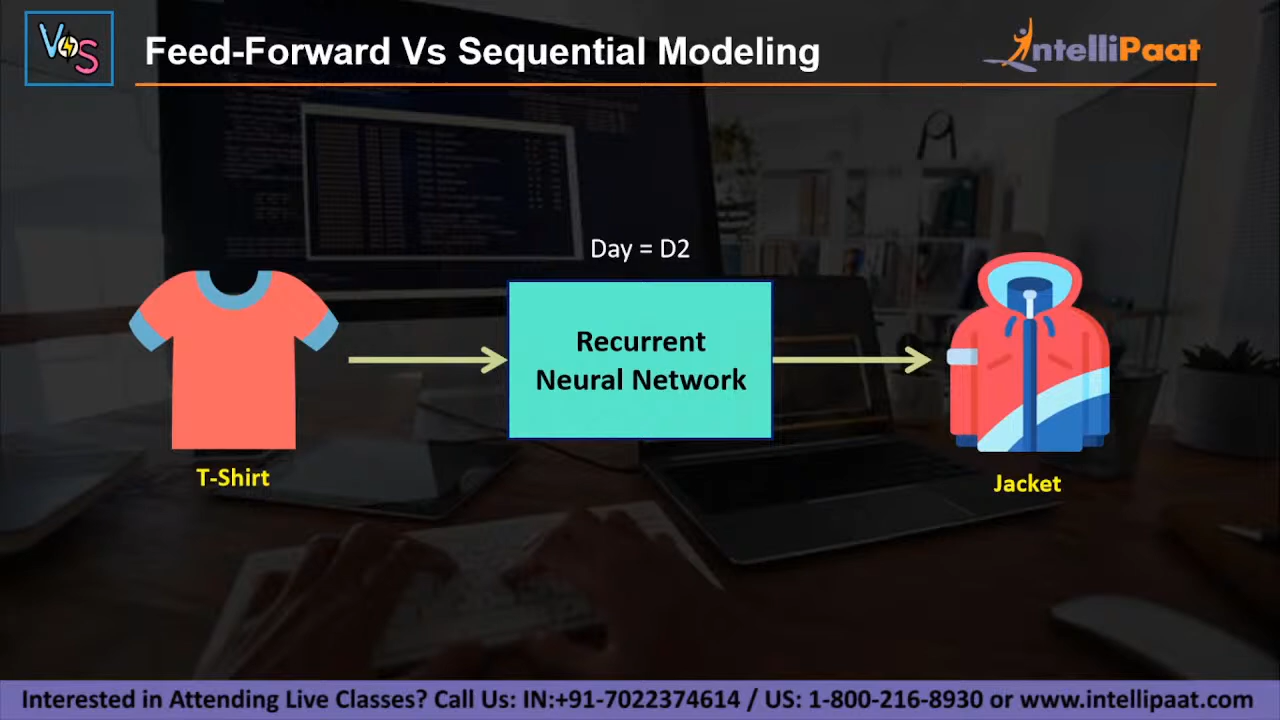 VS
Feed-Forward Vs Sequential Modeling
IntelliPaat
Day = D2
Recurrent
Neural Network
T-Shirt
Jacket
Interested in Attending Live Classes? Call Us: IN:+91-7022374614 / US: 1-800-216-8930 or www.intellipaat.com